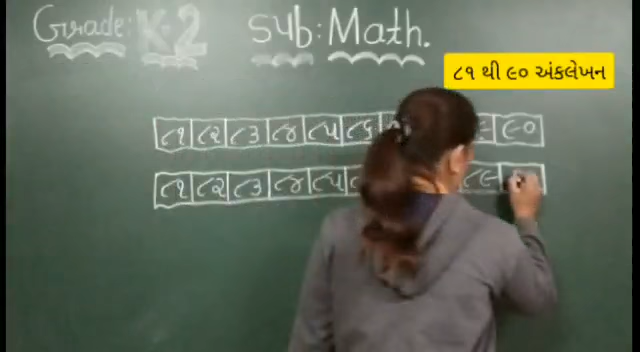 Grade: K-2 Sub: Math.
૮૧ થી ૯૦ અંકલેખન
૮૧ ૮૨ ૮૩ ૮૪ ૮૫ ૮૬ ૯૦
૮૧ ૮૨ ૮૩ ૮૪ ૮૫ ૮૯